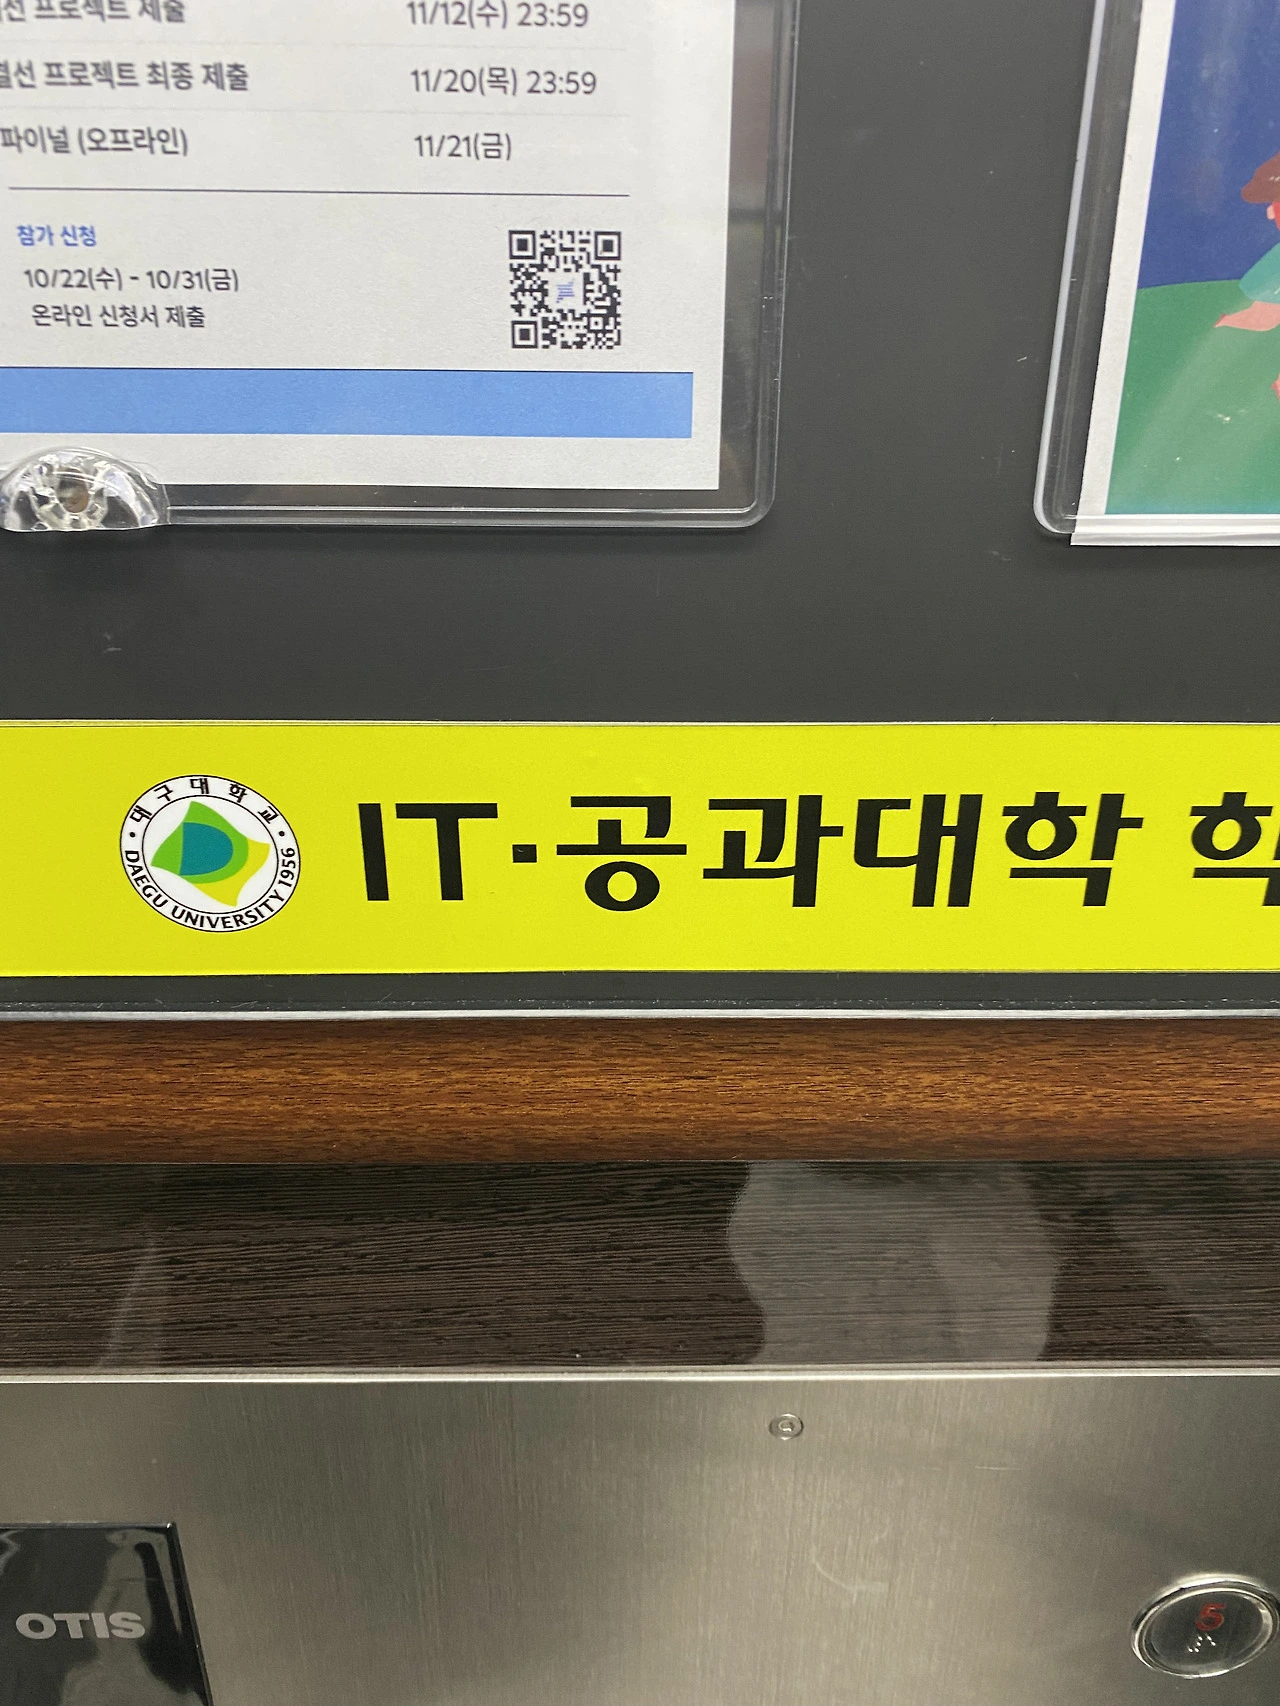 프로젝트 제출 11/12(수) 23:59
결선 프로젝트 최종 제출 11/20(목) 23:59
파이널 (오프라인) 11/21(금)
참가 신청
10/22(수) - 10/31(금)
온라인 신청서 제출
대구대학교
DAEGU UNIVERSITY 1956
IT·공과대학
OTIS
5